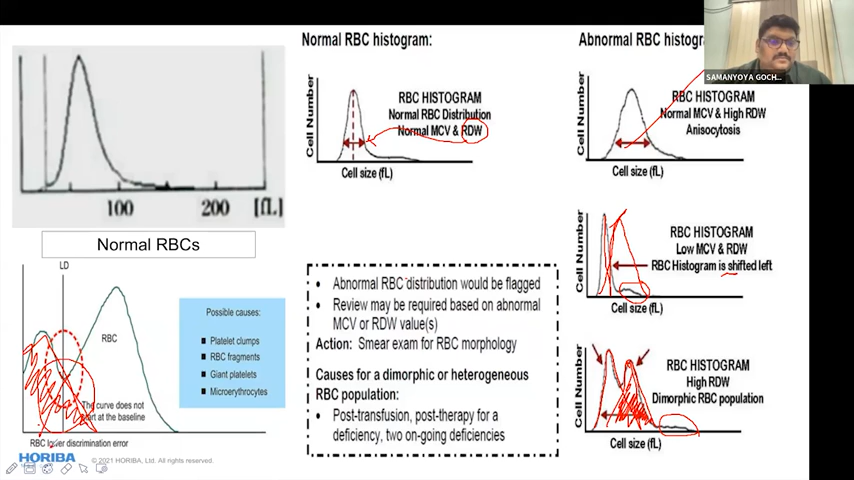 Normal RBC histogram:
Abnormal RBC histog
SAMANYOYA GOCH...
100
200
[fL]
Normal RBCs
Cell Number
RBC HISTOGRAM
Normal RBC Distribution
Normal MCV & RDW
Cell size (fL)
Cell Number
RBC HISTOGRAM
Normal MCV & High RDW
Anisocytosis
Cell size (fL)
Cell Number
RBC HISTOGRAM
Low MCV & RDW
RBC Histogram is shifted left
Cell size (fL)
Cell Number
RBC HISTOGRAM
High RDW
Dimorphic RBC population
Cell size (fL)
LD
RBC
The curve does not
start at the baseline
RBC lower discrimination error
Possible causes:
Platelet clumps
RBC fragments
Giant platelets
Microerythrocytes
• Abnormal RBC distribution would be flagged
• Review may be required based on abnormal
MCV or RDW value(s)
Action: Smear exam for RBC morphology
Causes for a dimorphic or heterogeneous
RBC population:
• Post-transfusion, post-therapy for a
deficiency, two on-going deficiencies
HORIBA
© 2021 HORIBA, Ltd. All rights reserved.